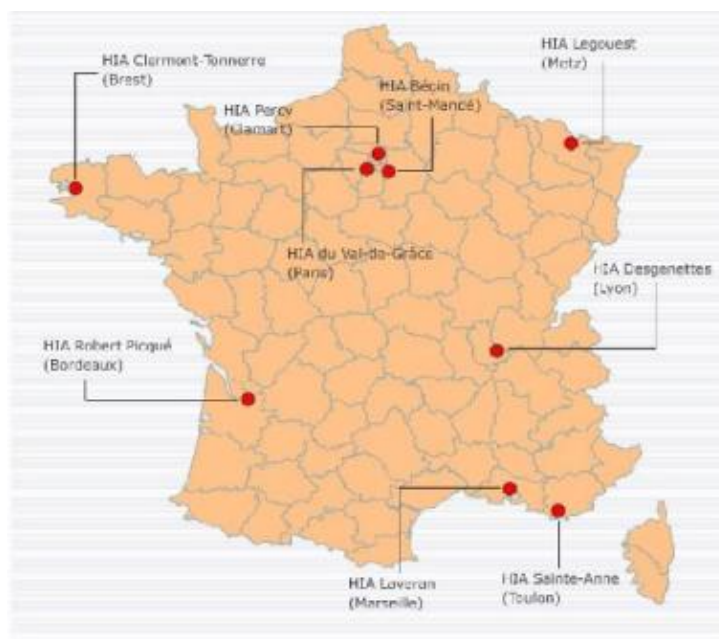 HIA Clermont-Tonnerre
(Brest)
HIA Legouest
(Metz)
HIA Bégin
(Saint-Mandé)
HIA Percy
(Clamart)
HIA du Val-de-Grâce
(Paris)
HIA Desgenettes
(Lyon)
HIA Robert Picqué
(Bordeaux)
HIA Laveran
(Marseille)
HIA Sainte-Anne
(Toulon)